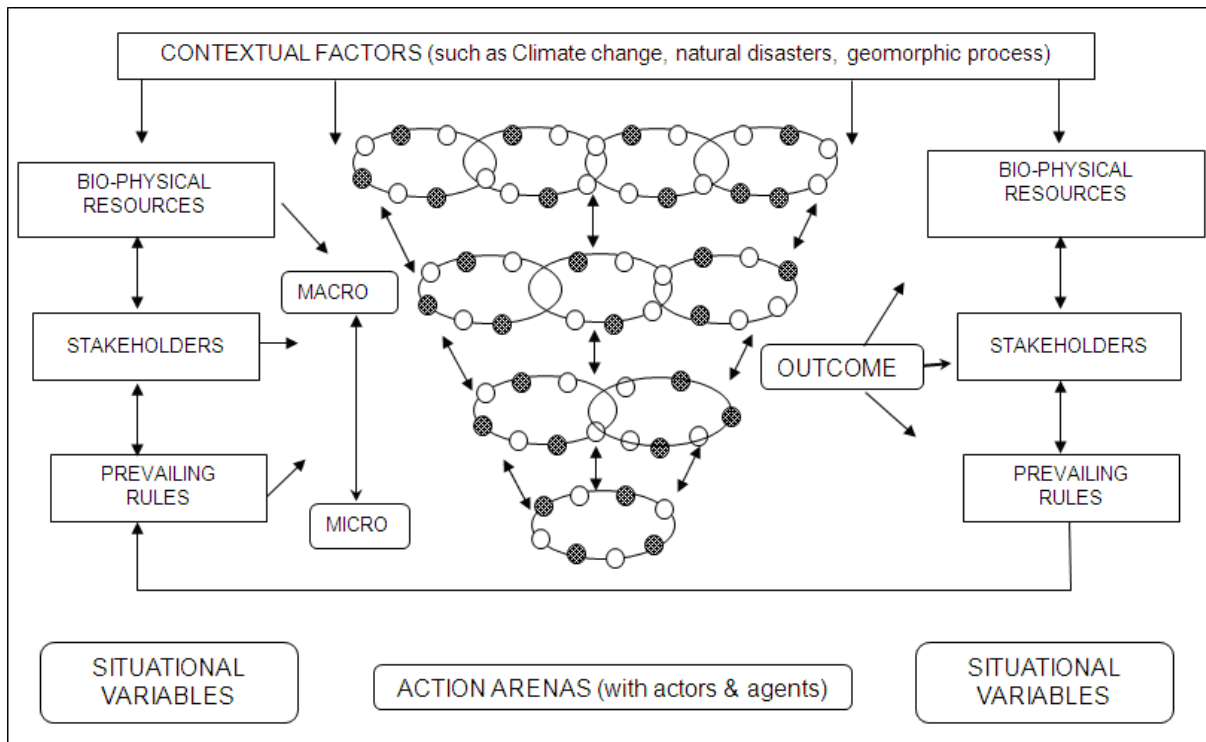 CONTEXTUAL FACTORS (such as Climate change, natural disasters, geomorphic process)
BIO-PHYSICAL
RESOURCES
STAKEHOLDERS
PREVAILING
RULES
MACRO
MICRO
OUTCOME
BIO-PHYSICAL
RESOURCES
STAKEHOLDERS
PREVAILING
RULES
SITUATIONAL
VARIABLES
ACTION ARENAS (with actors & agents)
SITUATIONAL
VARIABLES